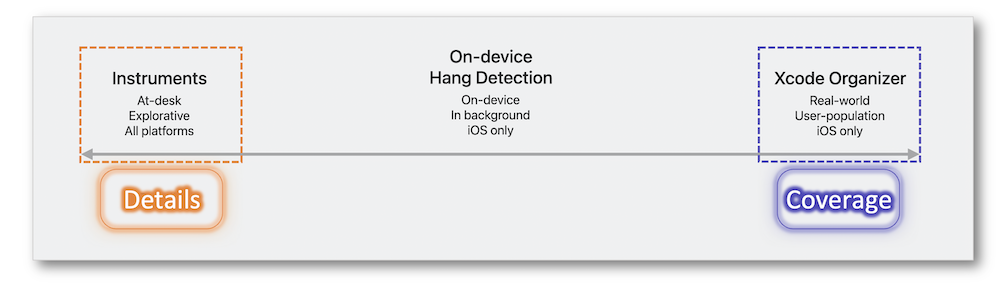 Instruments
At-desk
Explorative
All platforms
On-device
Hang Detection
On-device
In background
iOS only
Xcode Organizer
Real-world
User-population
iOS only
Details
Coverage